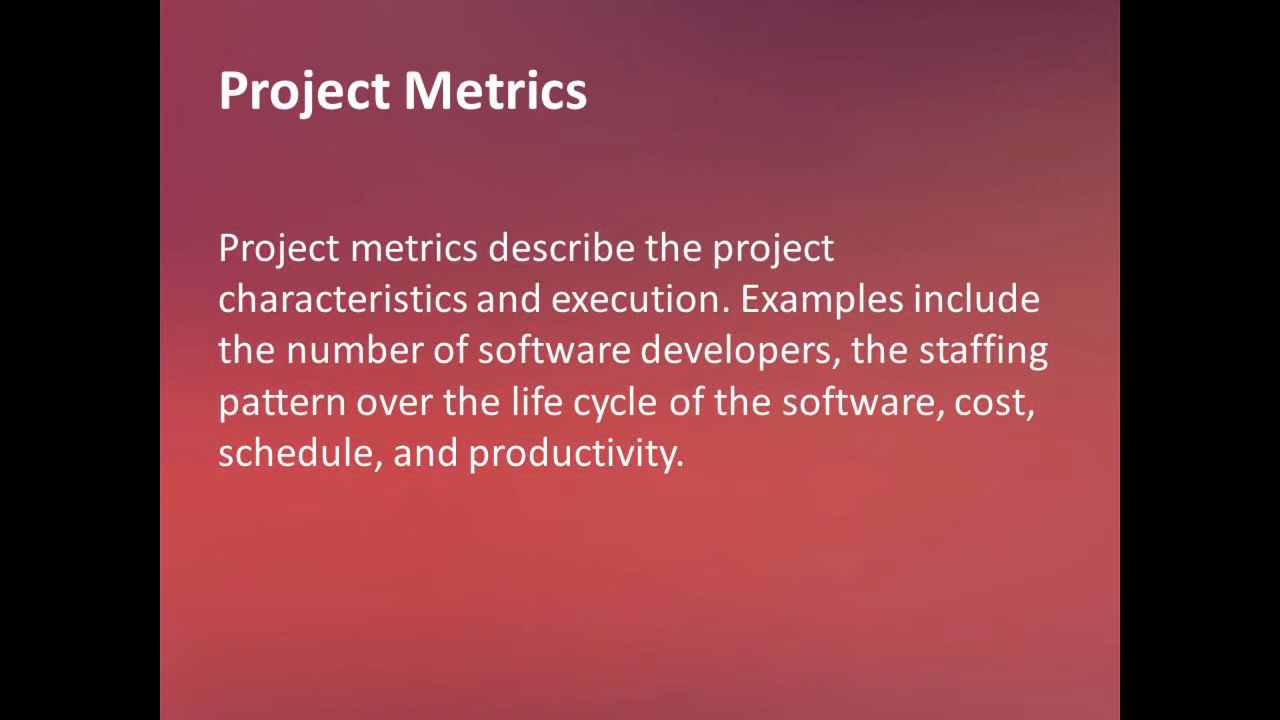 Project Metrics
Project metrics describe the project
characteristics and execution. Examples include
the number of software developers, the staffing
pattern over the life cycle of the software, cost,
schedule, and productivity.